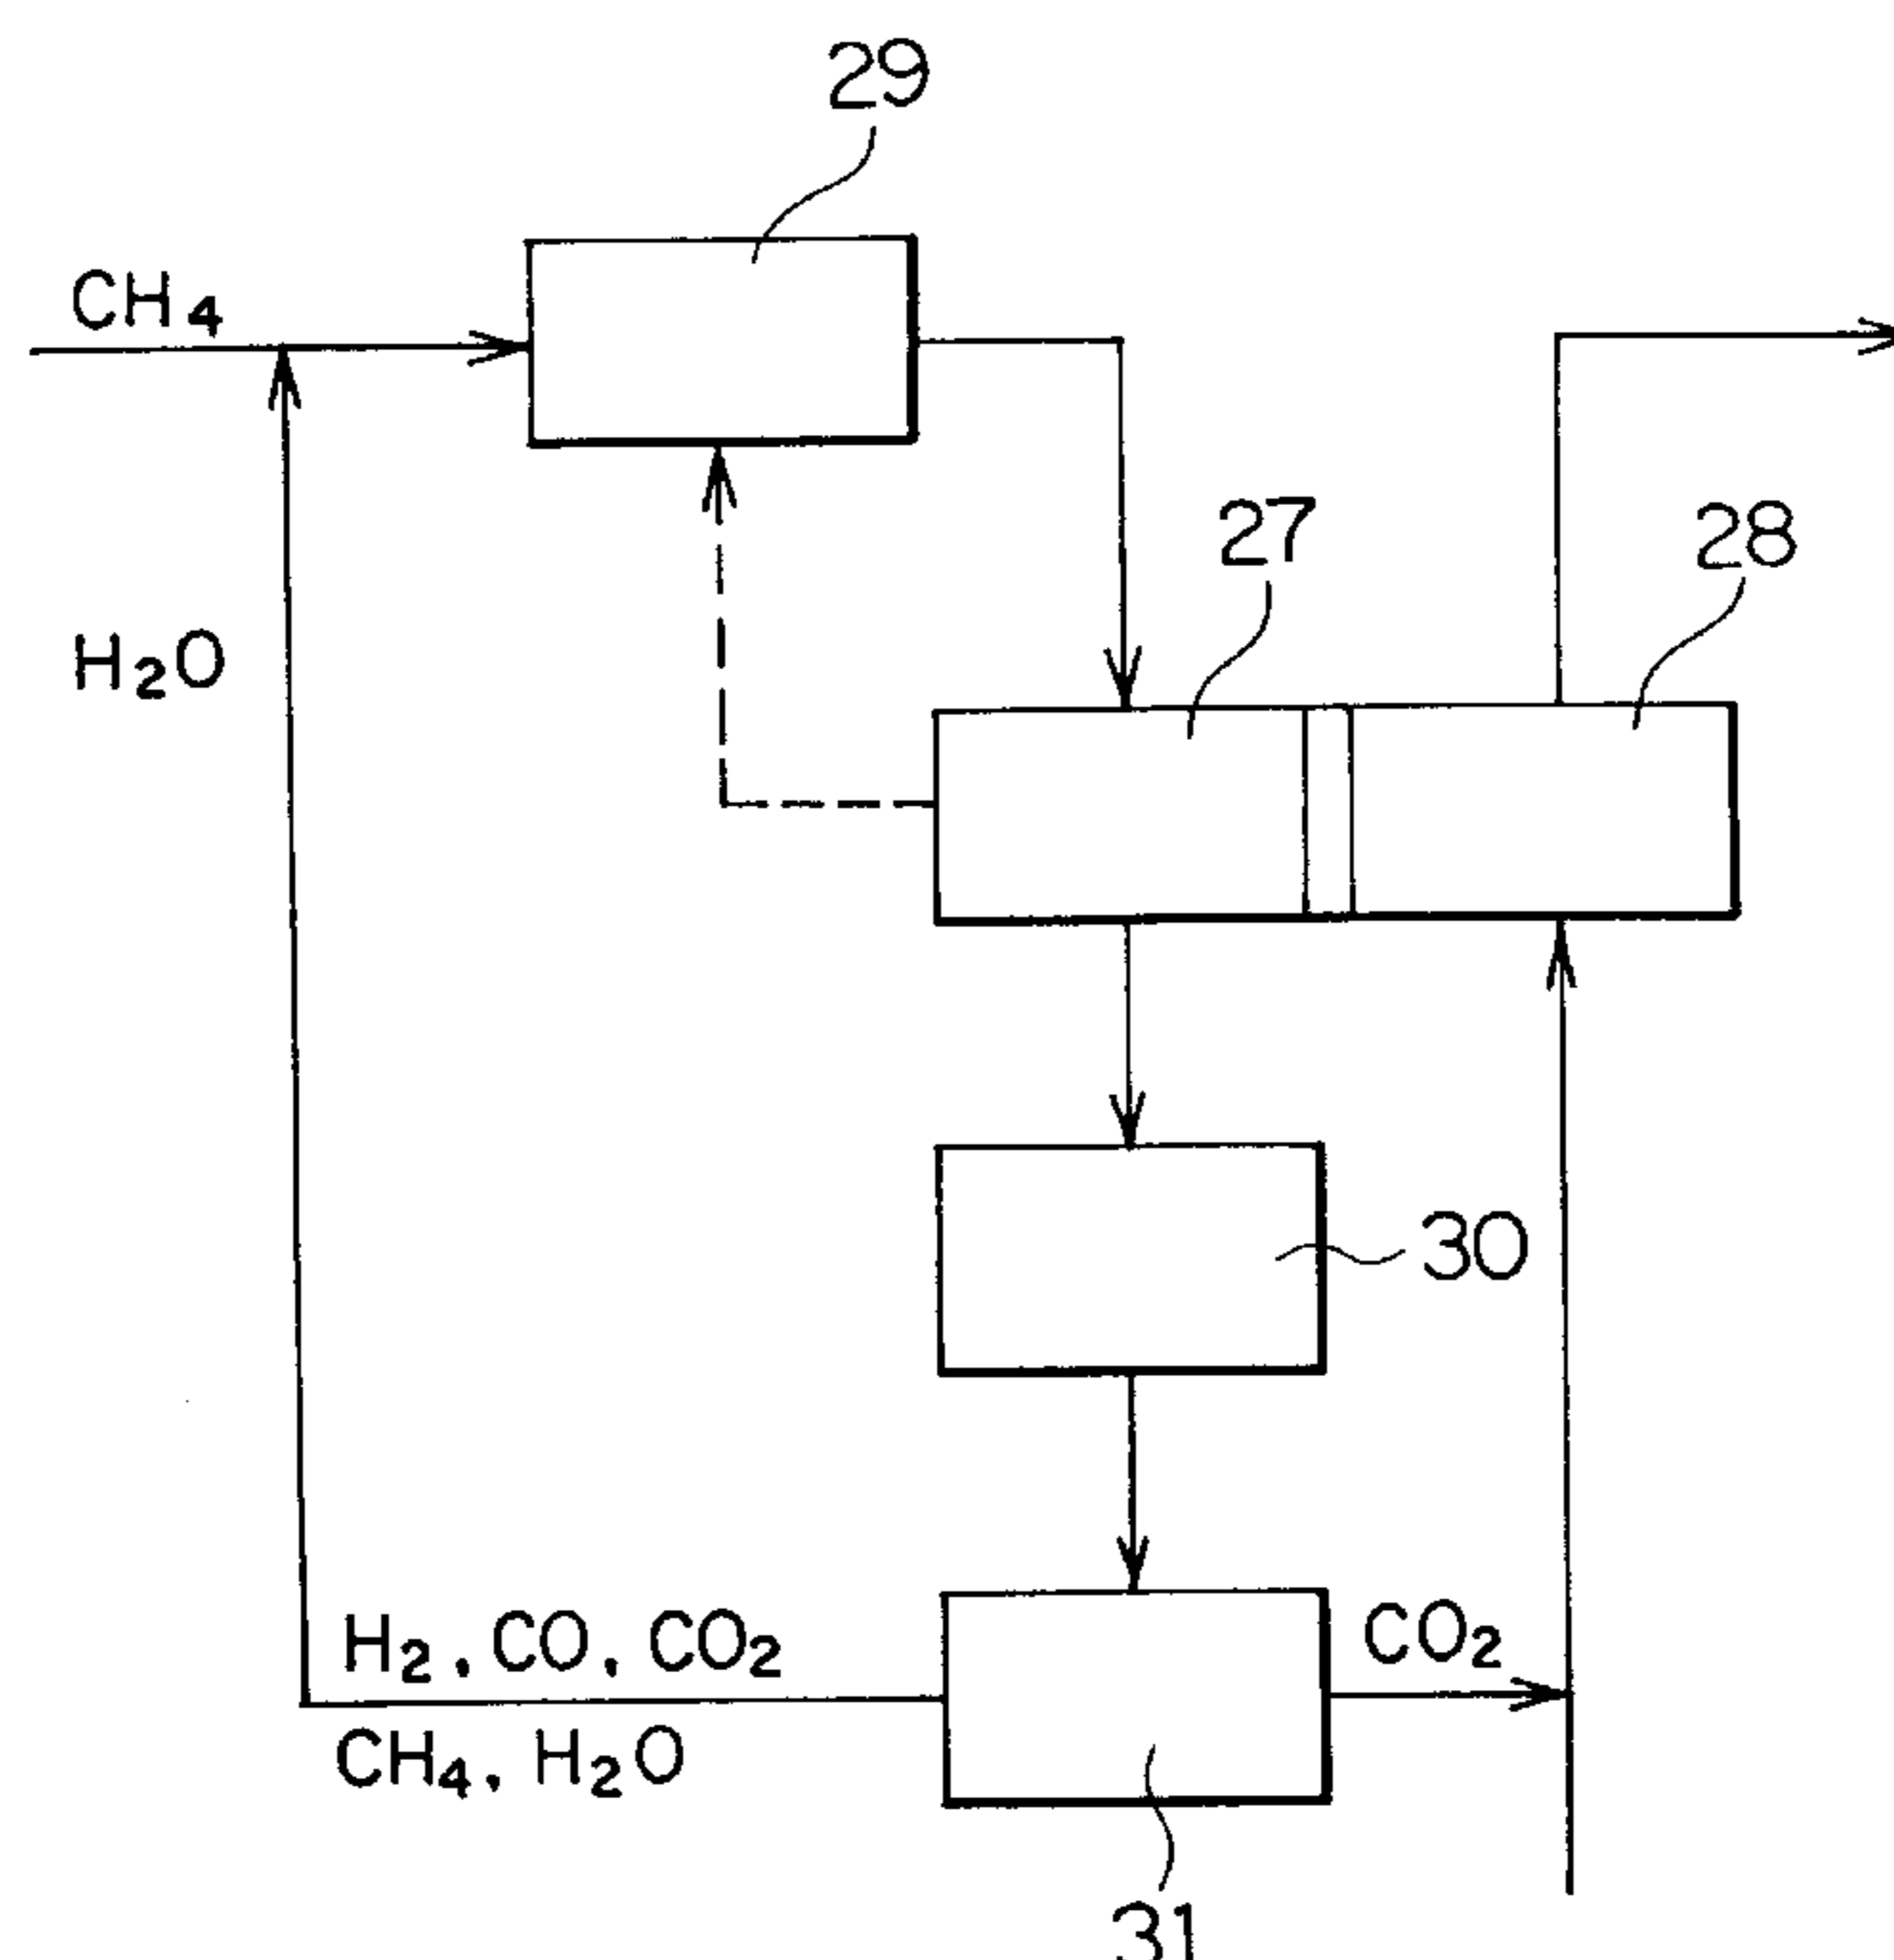 29
CH₄
27
28
H₂O
30
H₂, CO, CO₂
CO₂
CH₄, H₂O
31